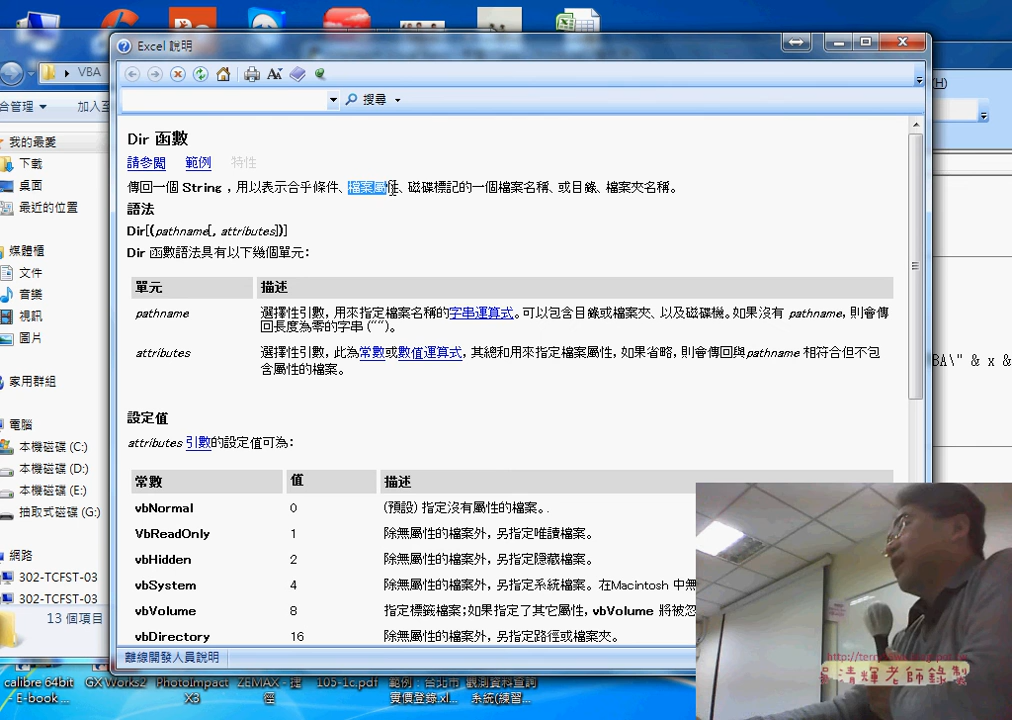 Excel 說明
VBA
合管理
加入至
(H)
搜尋
我的最愛
下載
桌面
最近的位置
媒體櫃
文件
音樂
視訊
圖片
家用群組
電腦
本機磁碟 (C:)
本機磁碟 (D:)
本機磁碟 (E:)
抽取式磁碟 (G:)
網路
302-TCFST-03
302-TCFST-03
13 個項目
Dir 函數
請參閱 範例 特性
傳回一個 String ，用以表示合乎條件、檔案屬性、磁碟標記的一個檔案名稱、或目錄、檔案夾名稱。
語法
Dir[(pathname[, attributes])]
Dir 函數語法具有以下幾個單元：
單元 描述
pathname 選擇性引數，用來指定檔案名稱的字串運算式。可以包含目錄或檔案夾、以及磁碟機。如果沒有 pathname，則會傳
回長度為零的字串 ("")。
attributes 選擇性引數，此為常數或數值運算式，其總和用來指定檔案屬性，如果省略，則會傳回與pathname 相符合但不包
含屬性的檔案。
設定值
attributes 引數的設定值可為：
常數 值 描述
vbNormal 0 (預設) 指定沒有屬性的檔案。.
VbReadOnly 1 除無屬性的檔案外，另指定唯讀檔案。
vbHidden 2 除無屬性的檔案外，另指定隱藏檔案。
vbSystem 4 除無屬性的檔案外，另指定系統檔案。在Macintosh 中無
vbVolume 8 指定標籤檔案；如果指定了其它屬性，vbVolume 將被忽
vbDirectory 16 除無屬性的檔案外，另指定路徑或檔案夾。
離線開發人員說明
BA\" & x &
calibre 64bit
- E-book ...
GX Works2
PhotoImpact
X3
ZEMAX - 捷
徑
105-1c.pdf
吳清輝老師錄製